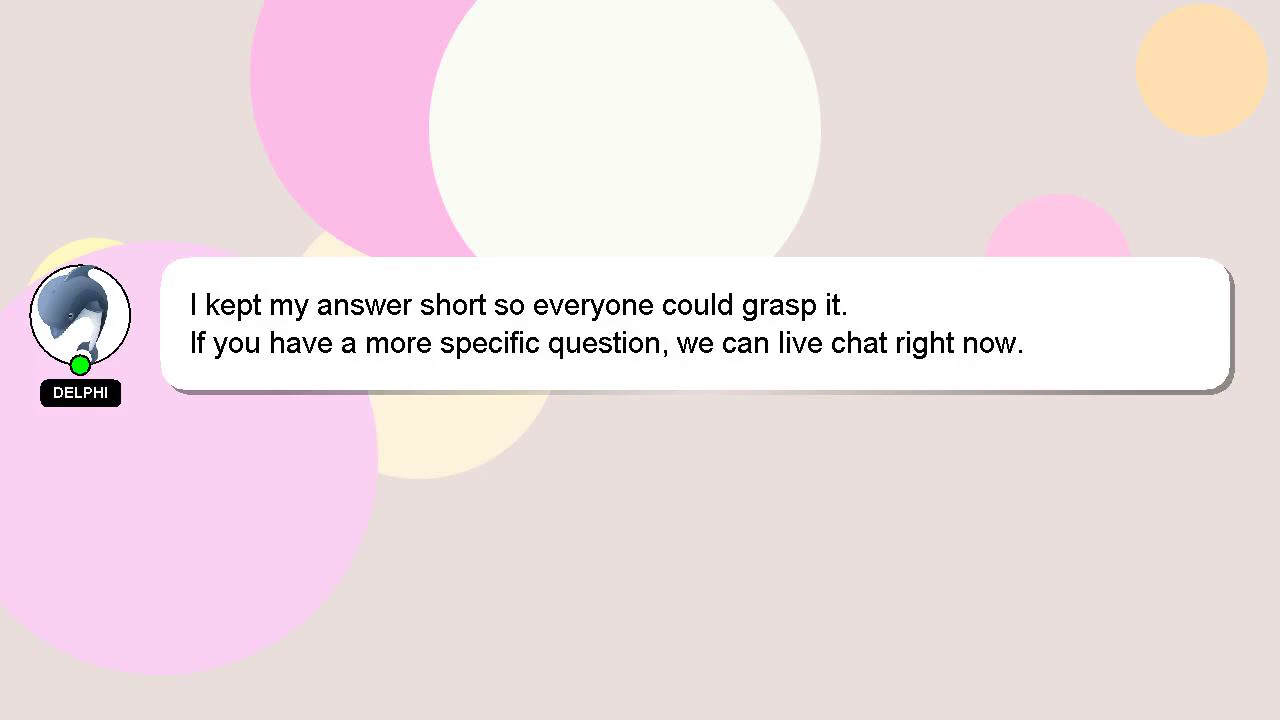 I kept my answer short so everyone could grasp it.
If you have a more specific question, we can live chat right now.
DELPHI